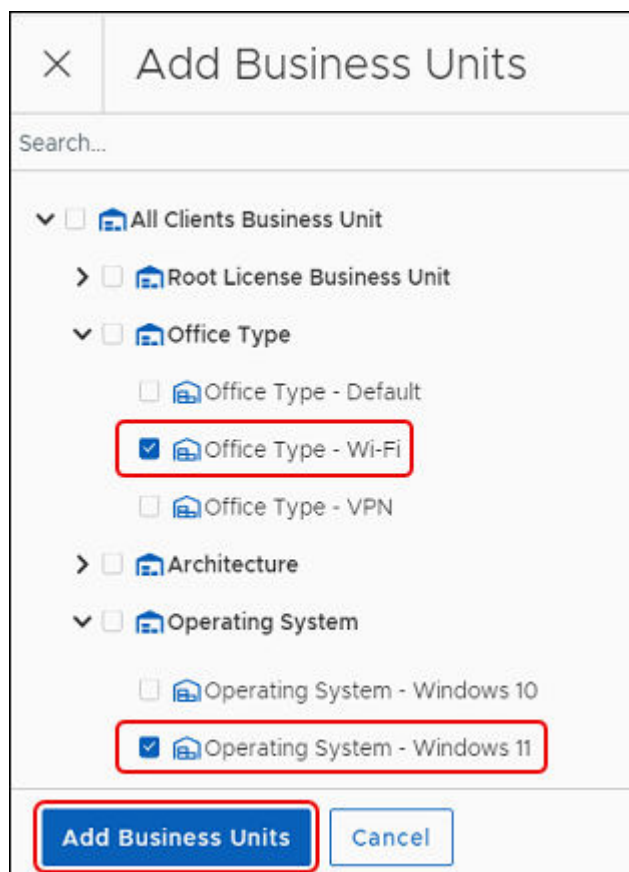 Add Business Units
Search...
All Clients Business Unit
Root License Business Unit
Office Type
Office Type - Default
Office Type - Wi-Fi
Office Type - VPN
Architecture
Operating System
Operating System - Windows 10
Operating System - Windows 11
Add Business Units Cancel